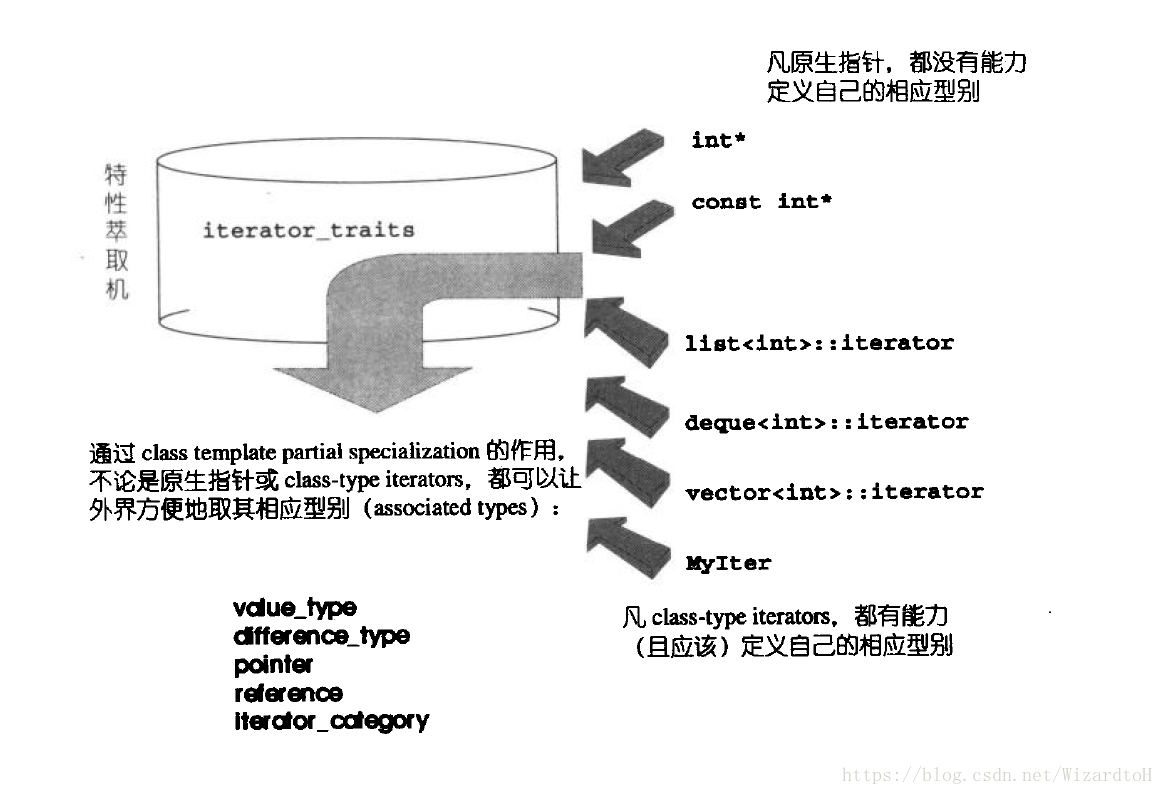 凡原生指针，都没有能力
定义自己的相应型别
int*
const int*
特
性
萃
取
机
iterator_traits
list<int>::iterator
deque<int>::iterator
vector<int>::iterator
MyIter
通过 class template partial specialization 的作用，
不论是原生指针或 class-type iterators，都可以让
外界方便地取其相应型别（associated types）：
value_type
difference_type
pointer
reference
iterator_category
凡 class-type iterators，都有能力
（且应该）定义自己的相应型别
https://blog.csdn.net/WizardtoH